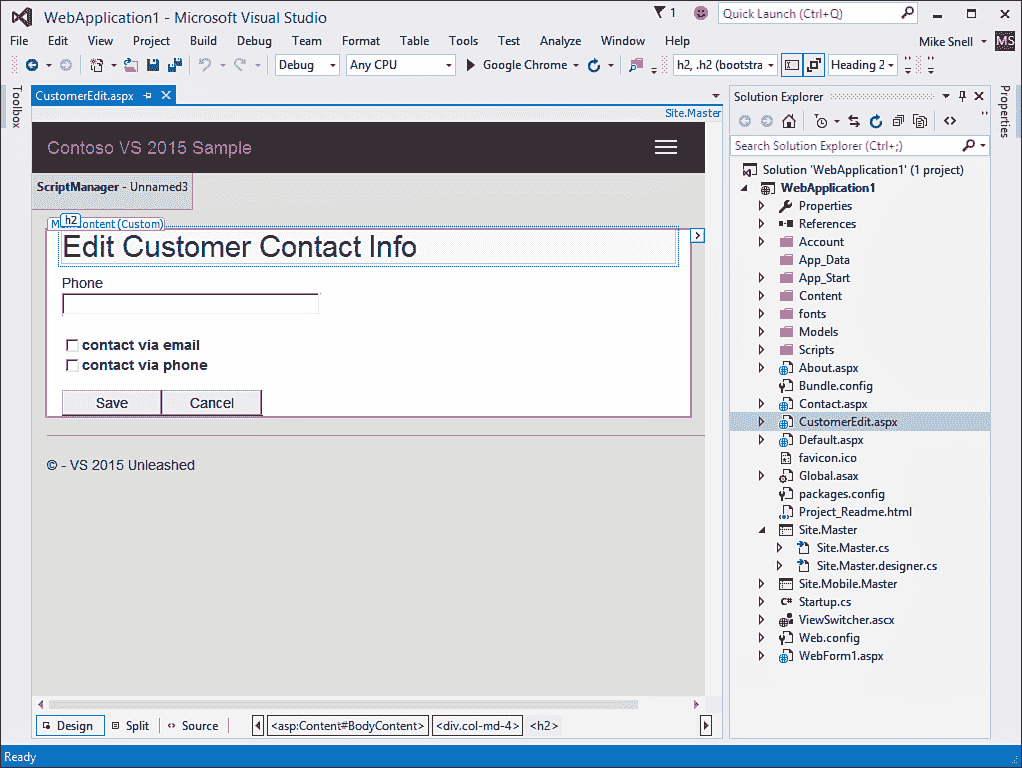 WebApplication1 - Microsoft Visual Studio
1
Quick Launch (Ctrl+Q)
File Edit View Project Build Debug Team Format Table Tools Test Analyze Window Help
Mike Snell MS
Debug Any CPU Google Chrome h2, .h2 (bootstra Heading 2
Toolbox
CustomerEdit.aspx
Site.Master
Contoso VS 2015 Sample
ScriptManager - Unnamed3
h2
ontent (Custom)
Edit Customer Contact Info
Phone
contact via email
contact via phone
Save Cancel
© - VS 2015 Unleashed
Design Split Source <asp:Content#BodyContent> <div.col-md-4> <h2>
Solution Explorer
Search Solution Explorer (Ctrl+;)
Solution 'WebApplication1' (1 project)
WebApplication1
Properties
References
Account
App_Data
App_Start
Content
fonts
Models
Scripts
About.aspx
Bundle.config
Contact.aspx
CustomerEdit.aspx
Default.aspx
favicon.ico
Global.asax
packages.config
Project_Readme.html
Site.Master
Site.Master.cs
Site.Master.designer.cs
Site.Mobile.Master
C# Startup.cs
ViewSwitcher.ascx
Web.config
WebForm1.aspx
Properties
Ready